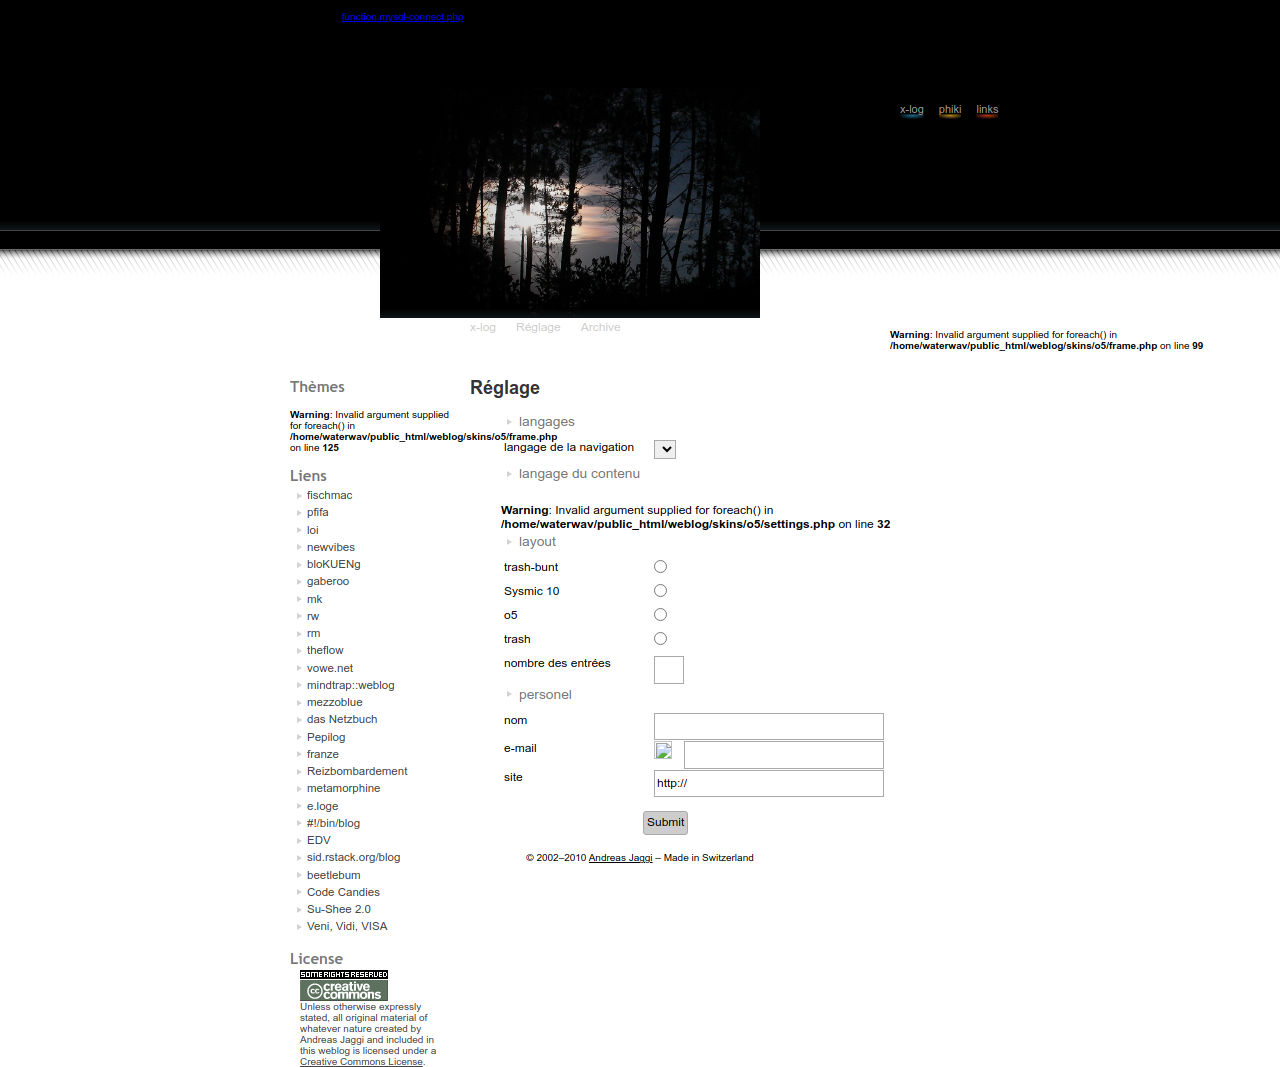 function.mysql-connect.php
x-log phiki links
x-log Réglage Archive
Warning: Invalid argument supplied for foreach() in
/home/waterwav/public_html/weblog/skins/o5/frame.php on line 99
Thèmes
Warning: Invalid argument supplied
for foreach() in
/home/waterwav/public_html/weblog/skins/o5/frame.php
on line 125
Liens
fischmac
pfifa
loi
newvibes
bloKUENg
gaberoo
mk
rw
rm
theflow
vowe.net
mindtrap::weblog
mezzoblue
das Netzbuch
Pepilog
franze
Reizbombardement
metamorphine
e.loge
#!/bin/blog
EDV
sid.rstack.org/blog
beetlebum
Code Candies
Su-Shee 2.0
Veni, Vidi, VISA
License
SOME RIGHTS RESERVED
cc creative
commons
Unless otherwise expressly
stated, all original material of
whatever nature created by
Andreas Jaggi and included in
this weblog is licensed under a
Creative Commons License.
Réglage
langages
langage de la navigation
langage du contenu
Warning: Invalid argument supplied for foreach() in
/home/waterwav/public_html/weblog/skins/o5/settings.php on line 32
layout
trash-bunt
Sysmic 10
o5
trash
nombre des entrées
personel
nom
e-mail
site http://
Submit
© 2002–2010 Andreas Jaggi – Made in Switzerland